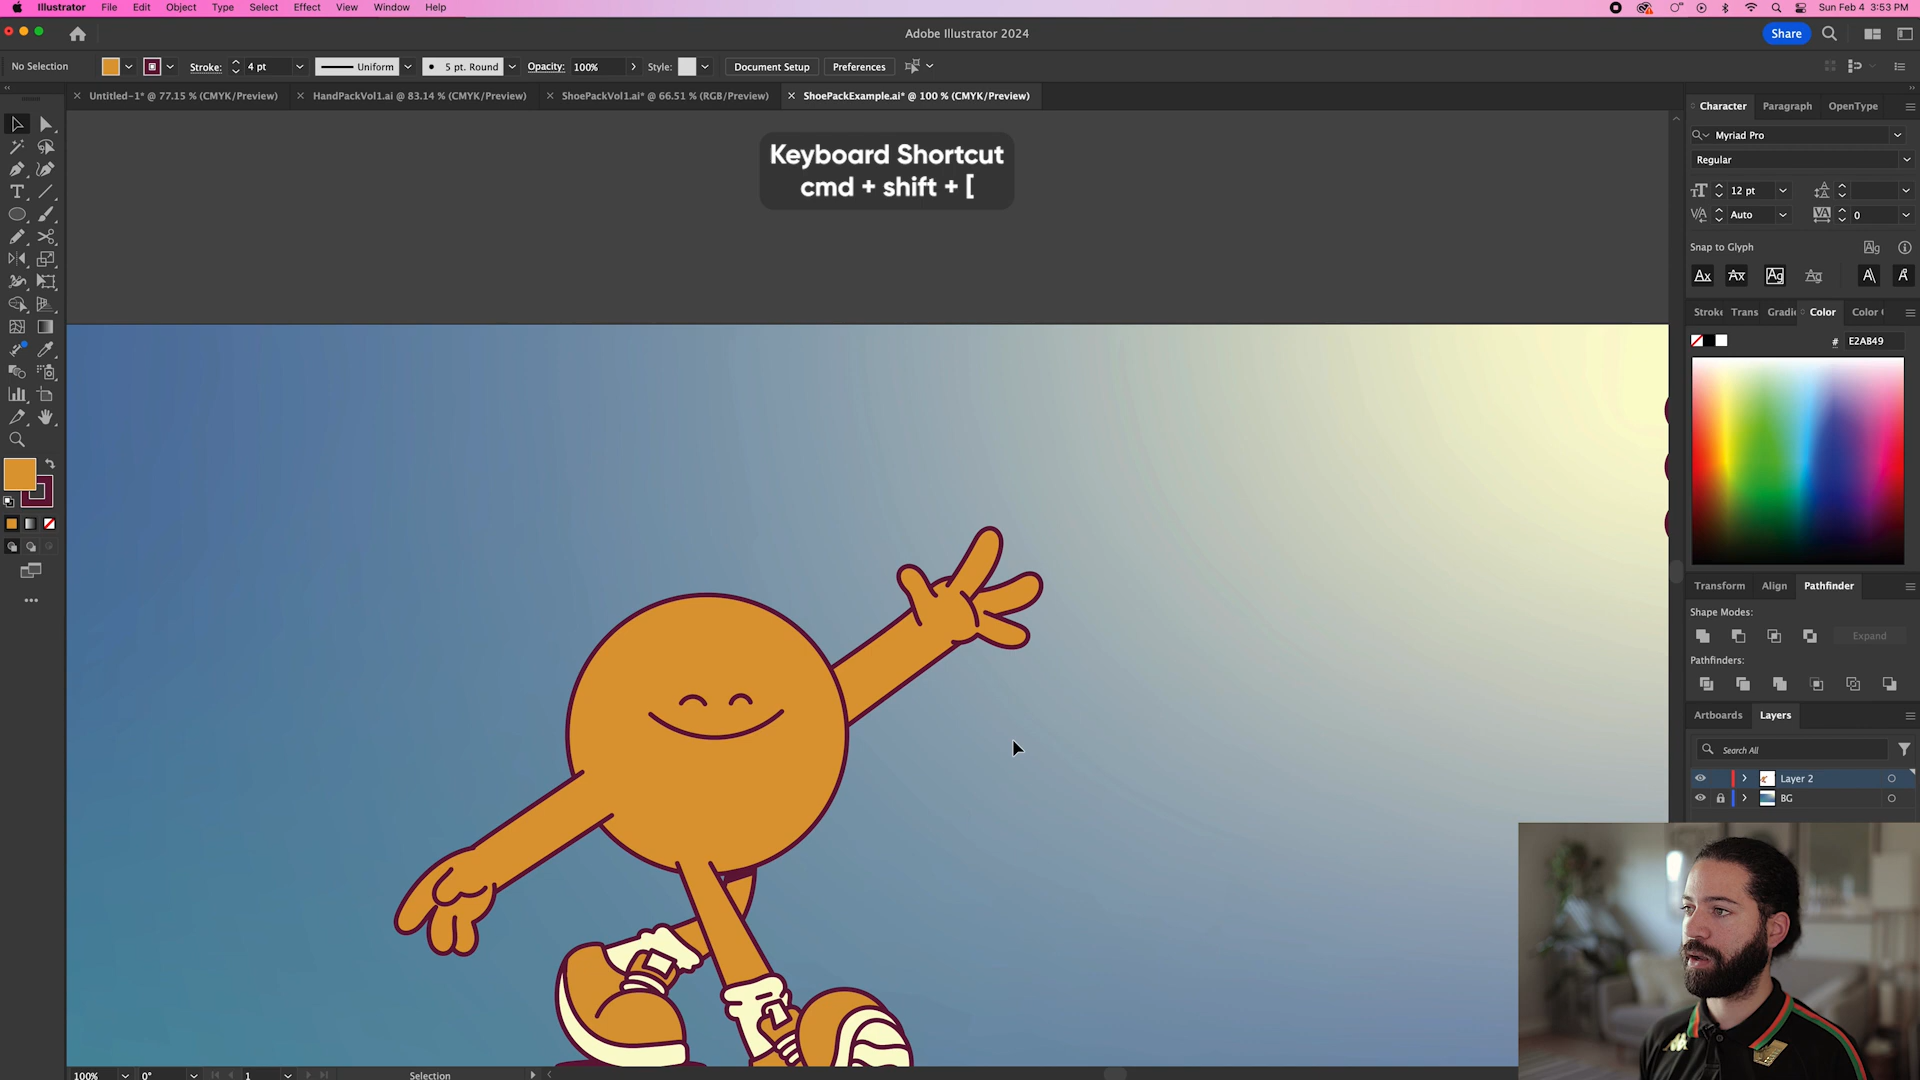 Illustrator File Edit Object Type Select Effect View Window Help Sun Feb 4 3:53 PM
Adobe Illustrator 2024 Share
No Selection Stroke: 4 pt Uniform 5 pt. Round Opacity: 100% Style: Document Setup Preferences
Untitled-1* @ 77.15 % (CMYK/Preview) HandPackVol1.ai @ 83.14 % (CMYK/Preview) ShoePackVol1.ai* @ 66.51 % (RGB/Preview) ShoePackExample.ai* @ 100 % (CMYK/Preview)
Character Paragraph OpenType
Myriad Pro
Regular
12 pt
Auto 0
Snap to Glyph
Keyboard Shortcut
cmd + shift + [
Stroke Trans Gradi Color Color
# E2AB49
Transform Align Pathfinder
Shape Modes:
Expand
Pathfinders:
Artboards Layers
Search All
Layer 2
BG
100% 0° 1 Selection